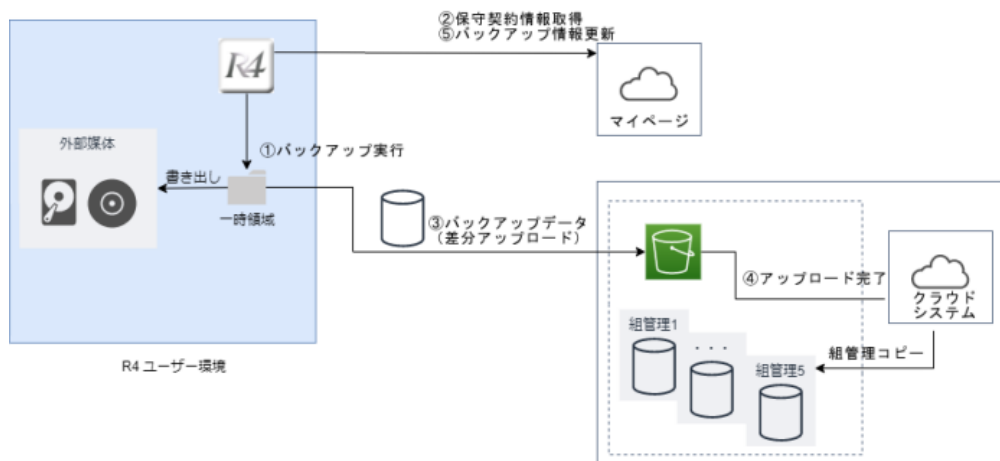 ②保守契約情報取得
⑤バックアップ情報更新
R4
マイページ
外部媒体
①バックアップ実行
書き出し
一時領域
③バックアップデータ
(差分アップロード)
④アップロード完了
クラウド
システム
組管理1
・・・
組管理5
組管理コピー
R4 ユーザー環境